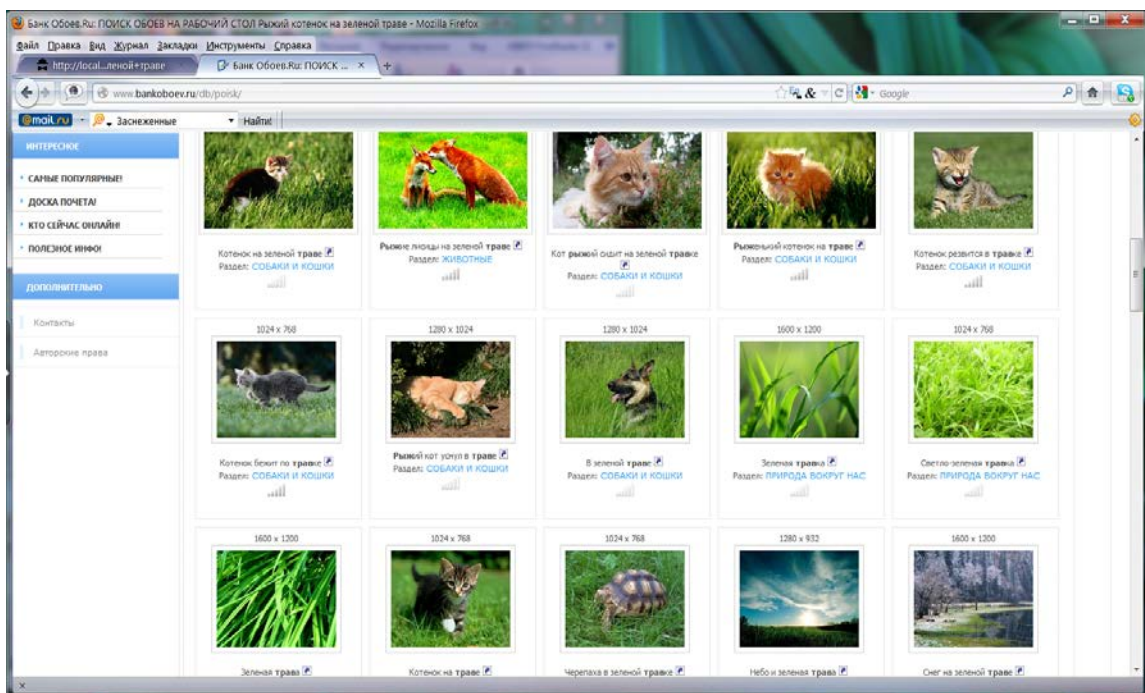 Банк Обоев.Ru: ПОИСК ОБОЕВ НА РАБОЧИЙ СТОЛ Рыжий котенок на зеленой траве - Mozilla Firefox
Файл Правка Вид Журнал Закладки Инструменты Справка
http://local...леной+траве
Банк Обоев.Ru: ПОИСК ... × +
www.bankoboev.ru/db/poisk/
Google
@mail.ru Заснеженные Найти!
ИНТЕРЕСНОЕ
САМЫЕ ПОПУЛЯРНЫЕ!
ДОСКА ПОЧЕТА!
КТО СЕЙЧАС ОНЛАЙН!
ПОЛЕЗНОЕ ИНФО!
ДОПОЛНИТЕЛЬНО
Контакты
Авторские права
Котенок на зеленой траве
Раздел: СОБАКИ И КОШКИ
Рыжие лисицы на зеленой траве
Раздел: ЖИВОТНЫЕ
Кот рыжий сидит на зеленой травке
Раздел: СОБАКИ И КОШКИ
Рыженький котенок на траве
Раздел: СОБАКИ И КОШКИ
Котенок резвится в травке
Раздел: СОБАКИ И КОШКИ
1024 x 768
Котенок бежит по травке
Раздел: СОБАКИ И КОШКИ
1280 x 1024
Рыжий кот уснул в траве
Раздел: СОБАКИ И КОШКИ
1280 x 1024
В зеленой траве
Раздел: СОБАКИ И КОШКИ
1600 x 1200
Зеленая травка
Раздел: ПРИРОДА ВОКРУГ НАС
1024 x 768
Светло-зеленая травка
Раздел: ПРИРОДА ВОКРУГ НАС
1600 x 1200
Зеленая трава
1024 x 768
Котенок на траве
1024 x 768
Черепаха в зеленой травке
1280 x 932
Небо и зеленая трава
1600 x 1200
Снег на зеленой траве